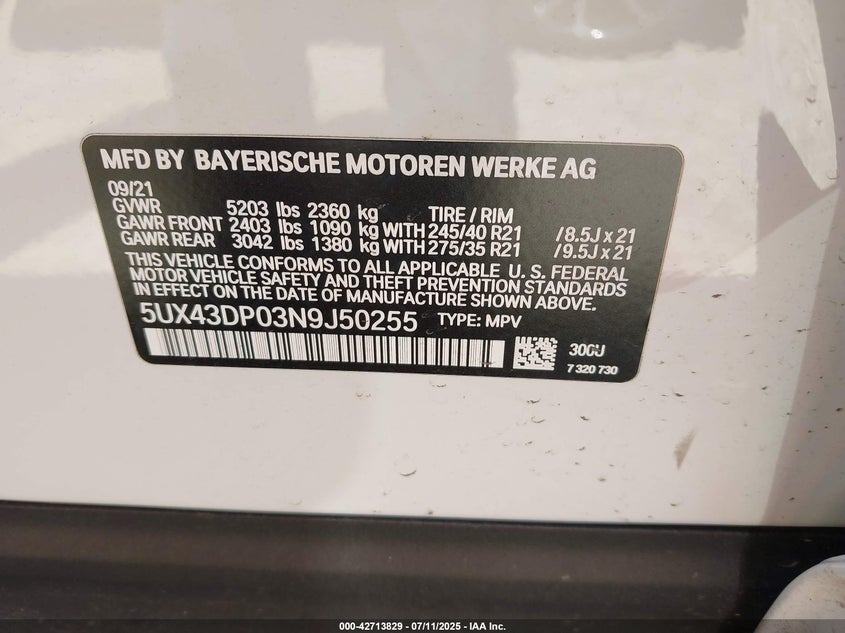 MFD BY BAYERISCHE MOTOREN WERKE AG
09/21
GVWR 5203 lbs 2360 kg TIRE / RIM
GAWR FRONT 2403 lbs 1090 kg WITH 245/40 R21 /8.5J x 21
GAWR REAR 3042 lbs 1380 kg WITH 275/35 R21 /9.5J x 21
THIS VEHICLE CONFORMS TO ALL APPLICABLE U. S. FEDERAL
MOTOR VEHICLE SAFETY AND THEFT PREVENTION STANDARDS
IN EFFECT ON THE DATE OF MANUFACTURE SHOWN ABOVE.
5UX43DP03N9J50255 TYPE: MPV
300U
7 320 730
000-42713829 - 07/11/2025 - IAA Inc.